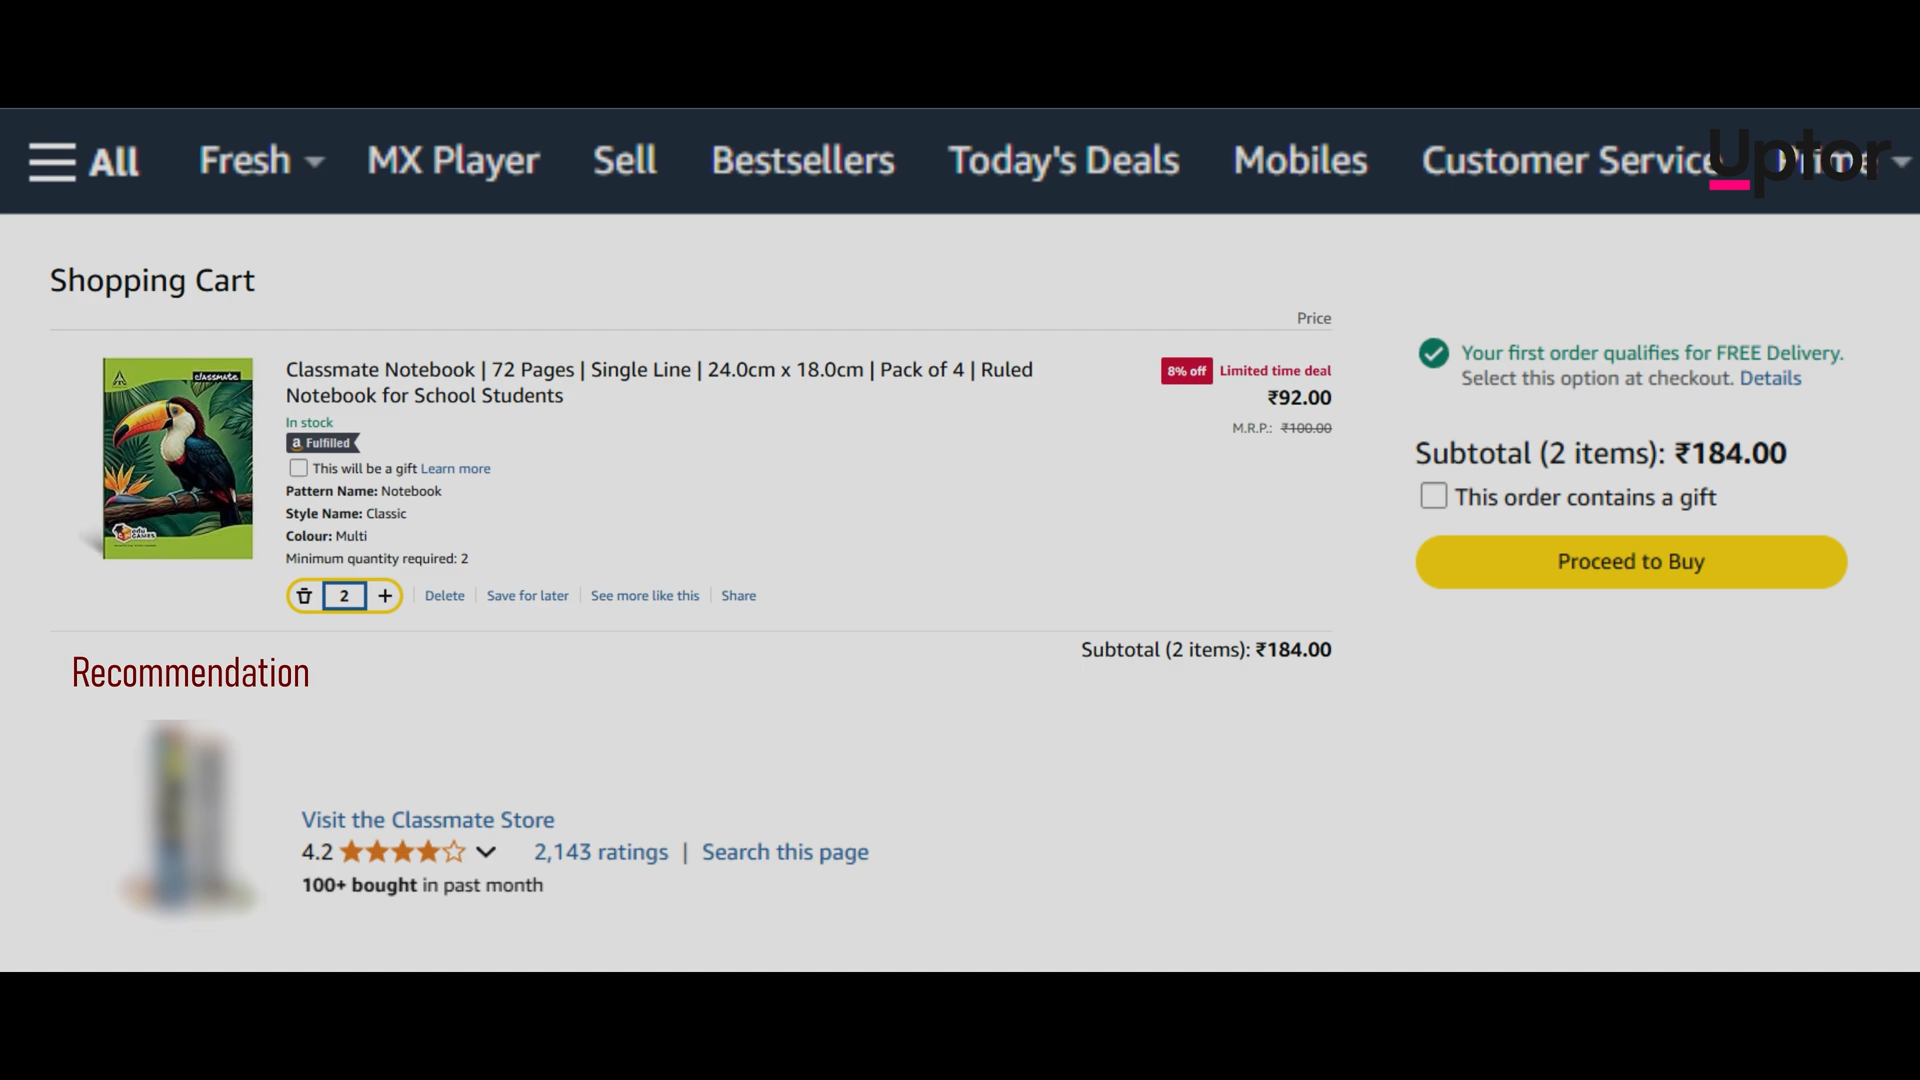 All Fresh MX Player Sell Bestsellers Today's Deals Mobiles Customer Service Prime
Uptor
Shopping Cart
Price
Classmate Notebook | 72 Pages | Single Line | 24.0cm x 18.0cm | Pack of 4 | Ruled
Notebook for School Students
8% off Limited time deal
₹92.00
M.R.P.: ₹100.00
In stock
a Fulfilled
This will be a gift Learn more
Pattern Name: Notebook
Style Name: Classic
Colour: Multi
Minimum quantity required: 2
2 + Delete Save for later See more like this Share
classmate
edu
GAMES
Subtotal (2 items): ₹184.00
Your first order qualifies for FREE Delivery.
Select this option at checkout. Details
Subtotal (2 items): ₹184.00
This order contains a gift
Proceed to Buy
Recommendation
Visit the Classmate Store
4.2 2,143 ratings | Search this page
100+ bought in past month